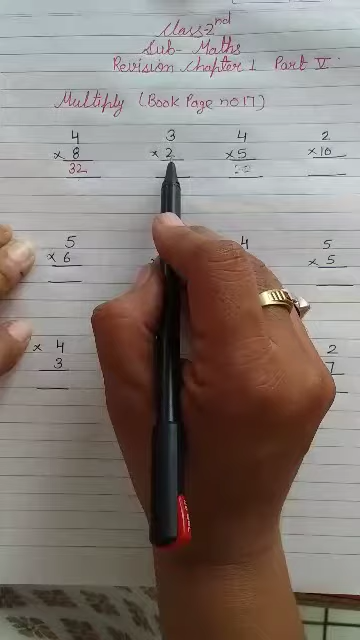 Class-2nd
Sub- Maths
Revision Chapter 1 Part V
Multiply (Book Page no 17)
4 3 4 2
× 8 × 2 × 5 × 10
32
5 4 5
× 6 × × 5
× 4 2
3 7